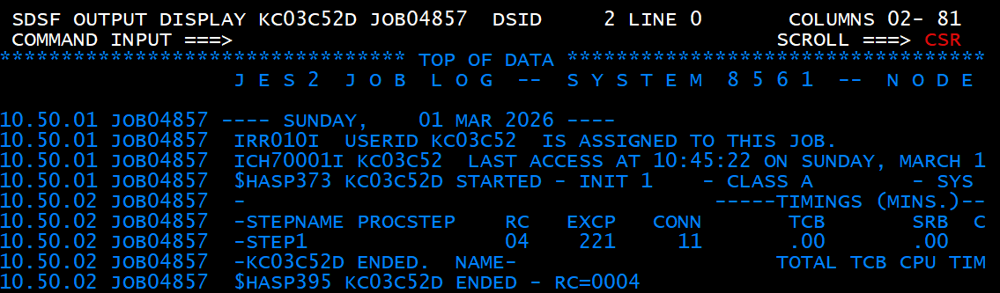 SDSF OUTPUT DISPLAY KC03C52D JOB04857  DSID     2 LINE 0       COLUMNS 02- 81
COMMAND INPUT ===>                                            SCROLL ===> CSR
********************************* TOP OF DATA **********************************
                   J E S 2  J O B  L O G  --  S Y S T E M  8 5 6 1  --  N O D E
10.50.01 JOB04857 ---- SUNDAY,    01 MAR 2026 ----
10.50.01 JOB04857  IRR010I  USERID KC03C52  IS ASSIGNED TO THIS JOB.
10.50.01 JOB04857  ICH70001I KC03C52  LAST ACCESS AT 10:45:22 ON SUNDAY, MARCH 1
10.50.01 JOB04857  $HASP373 KC03C52D STARTED - INIT 1    - CLASS A        - SYS
10.50.02 JOB04857  -                                      -----TIMINGS (MINS.)--
10.50.02 JOB04857  -STEPNAME PROCSTEP    RC   EXCP   CONN       TCB       SRB  C
10.50.02 JOB04857  -STEP1                04    221     11       .00       .00
10.50.02 JOB04857  -KC03C52D ENDED.  NAME-                     TOTAL TCB CPU TIM
10.50.02 JOB04857  $HASP395 KC03C52D ENDED - RC=0004